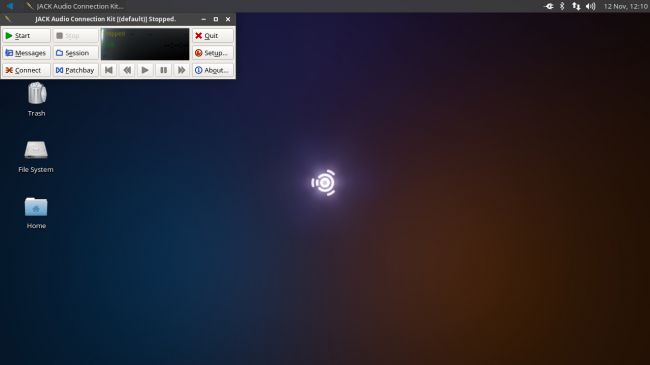 JACK Audio Connection Kit...
12 Nov, 12:10
JACK Audio Connection Kit [(default)] Stopped.
Start
Stop
Stopped
Quit
Messages
Session
Setup...
Connect
Patchbay
About...
Trash
File System
Home